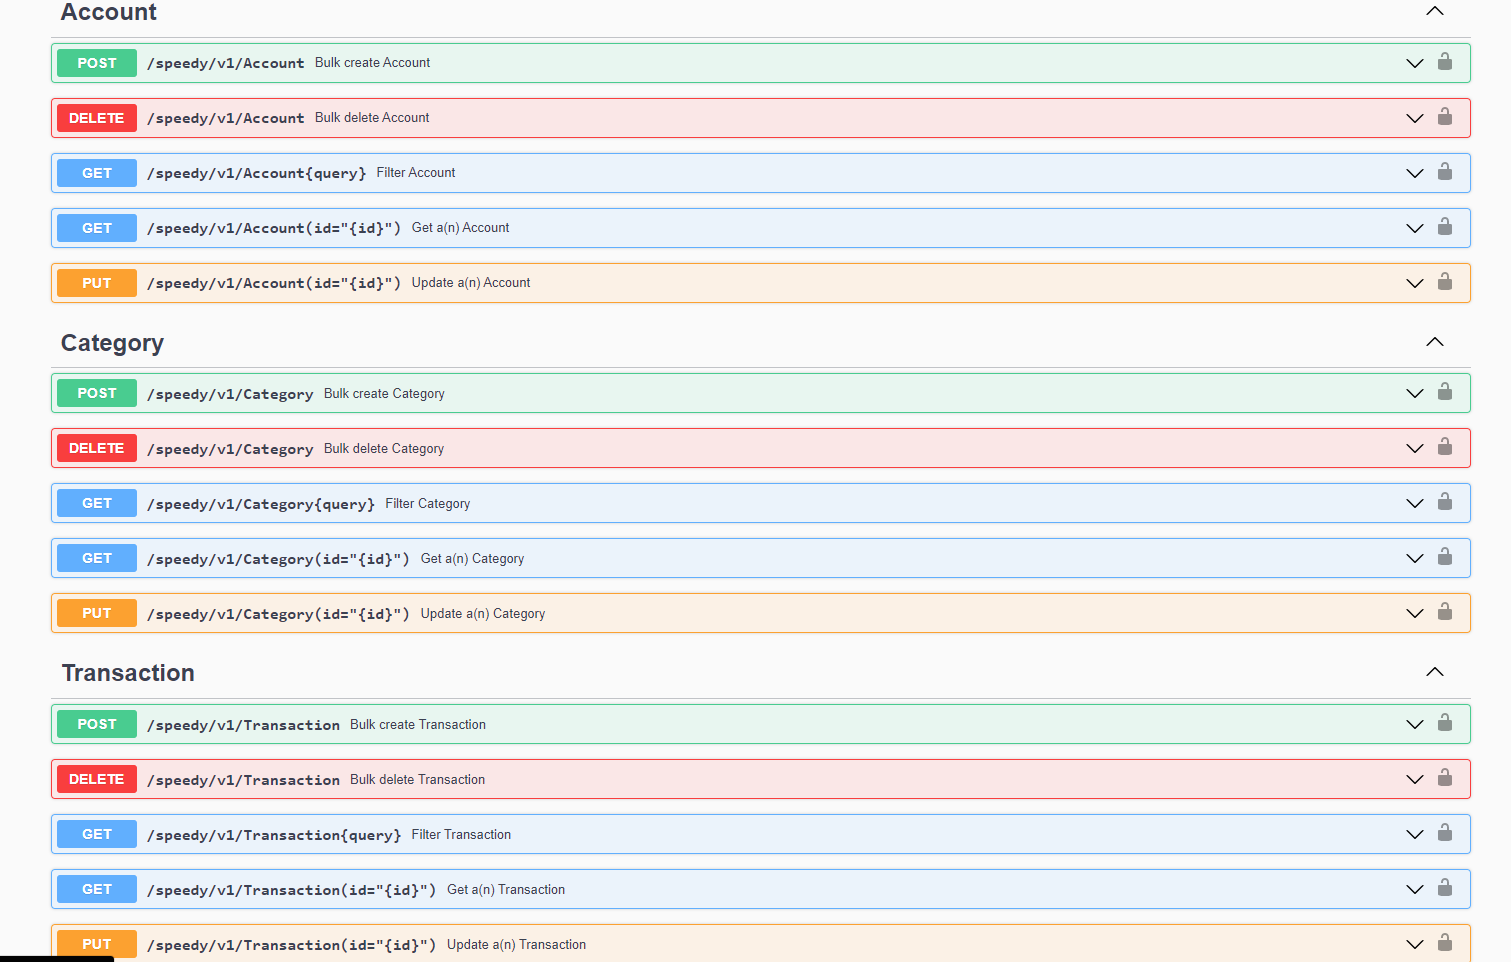 Account
POST /speedy/v1/Account Bulk create Account
DELETE /speedy/v1/Account Bulk delete Account
GET /speedy/v1/Account{query} Filter Account
GET /speedy/v1/Account(id="{id}") Get a(n) Account
PUT /speedy/v1/Account(id="{id}") Update a(n) Account
Category
POST /speedy/v1/Category Bulk create Category
DELETE /speedy/v1/Category Bulk delete Category
GET /speedy/v1/Category{query} Filter Category
GET /speedy/v1/Category(id="{id}") Get a(n) Category
PUT /speedy/v1/Category(id="{id}") Update a(n) Category
Transaction
POST /speedy/v1/Transaction Bulk create Transaction
DELETE /speedy/v1/Transaction Bulk delete Transaction
GET /speedy/v1/Transaction{query} Filter Transaction
GET /speedy/v1/Transaction(id="{id}") Get a(n) Transaction
PUT /speedy/v1/Transaction(id="{id}") Update a(n) Transaction